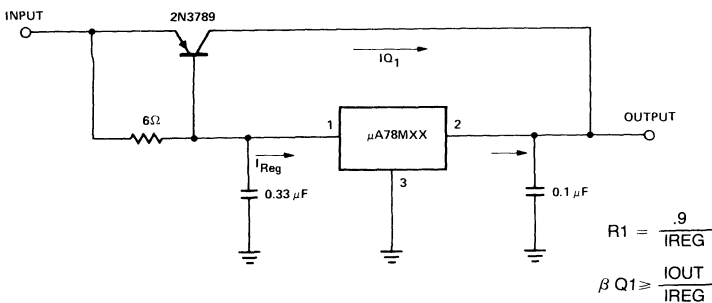 INPUT
2N3789
IQ1
6Ω
1
μA78MXX
2
OUTPUT
IReg
3
0.33 μF
0.1 μF
R1 = .9 / IREG
β Q1 ≥ IOUT / IREG